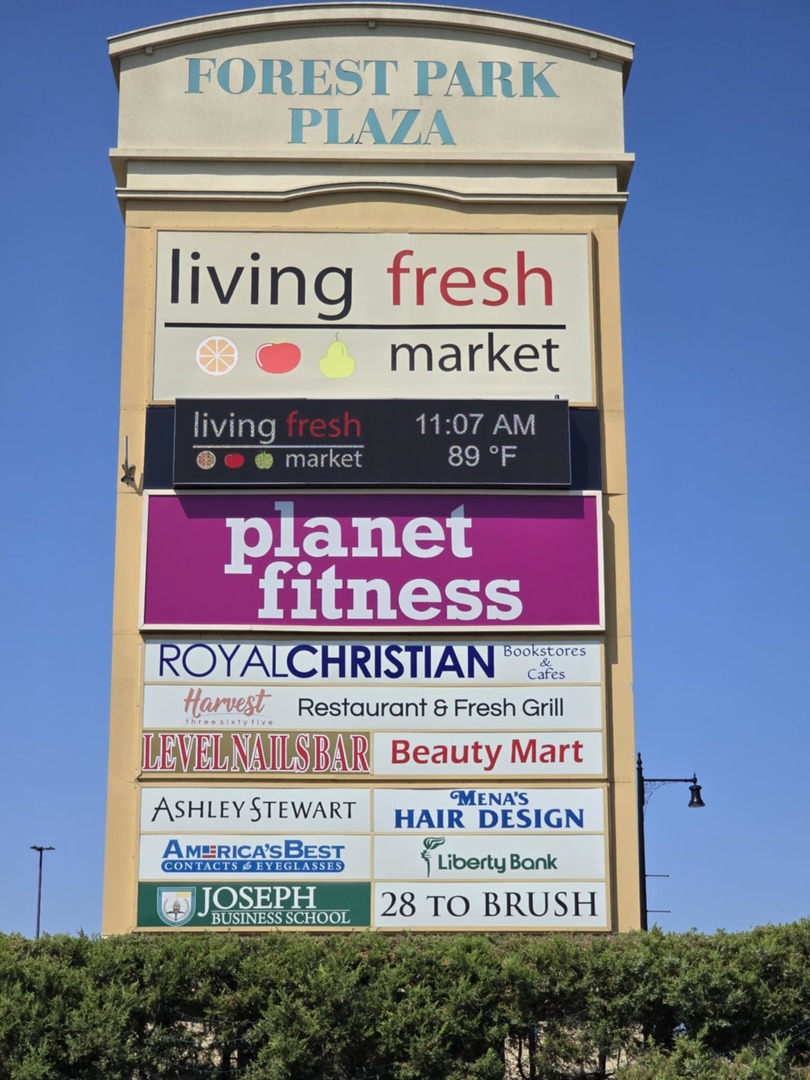 FOREST PARK
PLAZA
living fresh
market
living fresh
market
11:07 AM
89 °F
planet
fitness
ROYALCHRISTIAN
Bookstores
&
Cafes
Harvest
three sixty five
Restaurant & Fresh Grill
LEVEL NAILS BAR
Beauty Mart
ASHLEY STEWART
MENA'S
HAIR DESIGN
AMERICA'S BEST
CONTACTS & EYEGLASSES
Liberty Bank
JOSEPH
BUSINESS SCHOOL
28 TO BRUSH